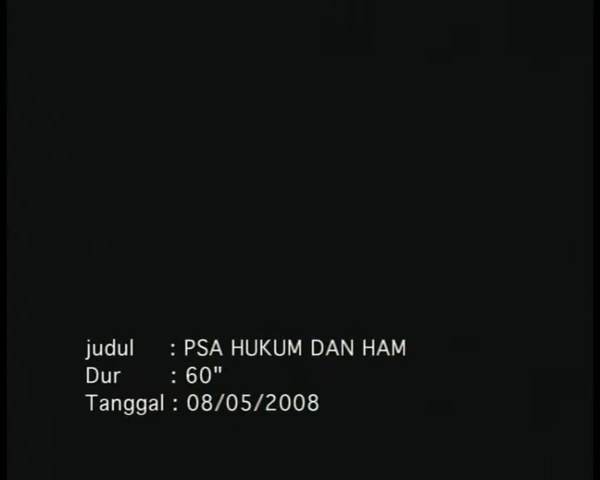 judul : PSA HUKUM DAN HAM
Dur : 60"
Tanggal : 08/05/2008